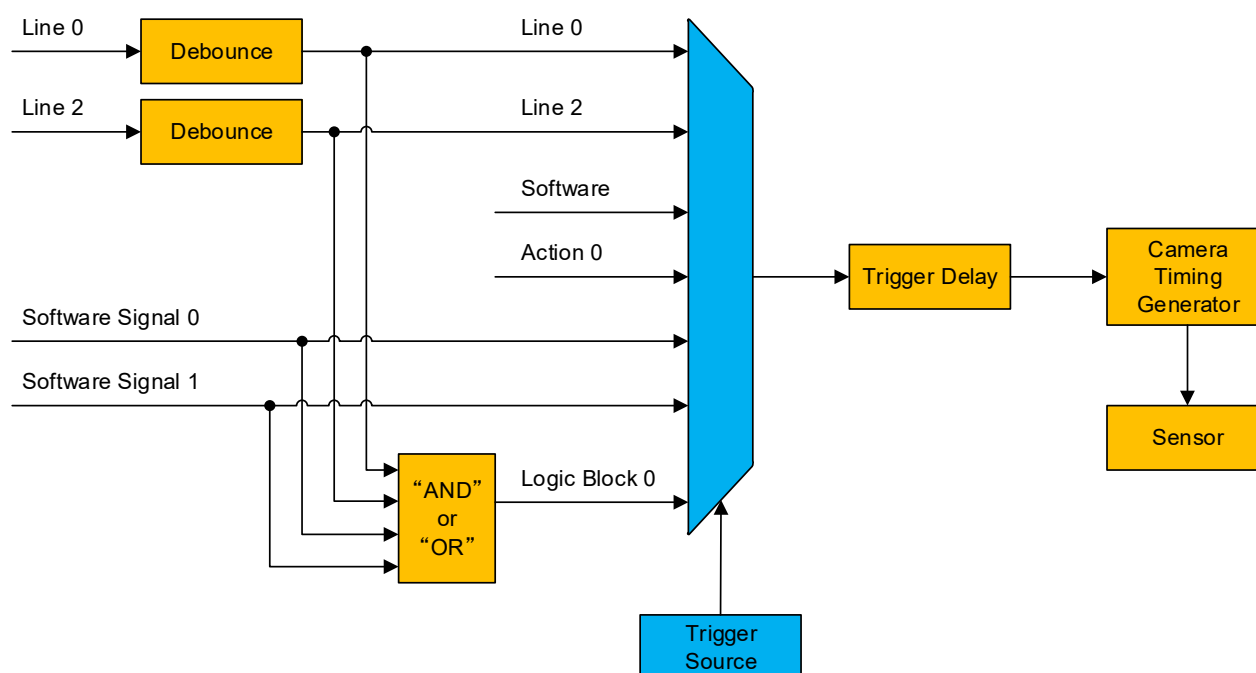 Line 0
Debounce
Line 0
Line 2
Debounce
Line 2
Software
Action 0
Trigger Delay
Camera
Timing
Generator
Software Signal 0
Software Signal 1
Sensor
“AND”
or
“OR”
Logic Block 0
Trigger
Source